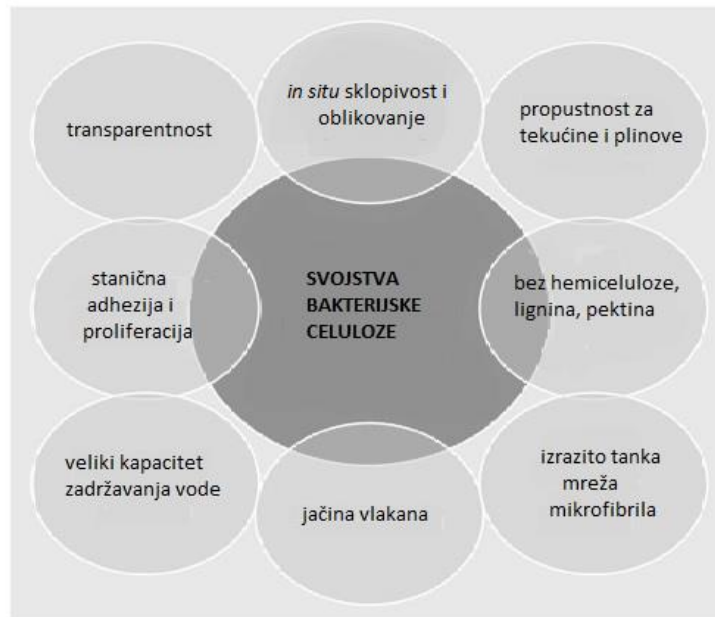 in situ sklopivost i
oblikovanje
transparentnost
propustnost za
tekućine i plinove
stanična
adhezija i
proliferacija
SVOJSTVA
BAKTERIJSKE
CELULOZE
bez hemiceluloze,
lignina, pektina
veliki kapacitet
zadržavanja vode
jačina vlakana
izrazito tanka
mreža
mikrofibrila